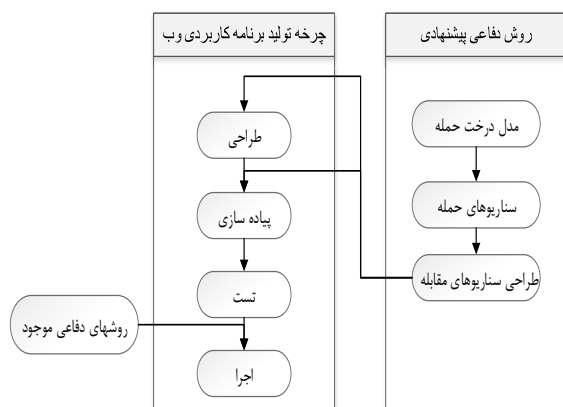 روش دفاعی پیشنهادی
چرخه تولید برنامه کاربردی وب
مدل درخت حمله
سناریوهای حمله
طراحی سناریوهای مقابله
طراحی
پیاده سازی
تست
اجرا
روشهای دفاعی موجود